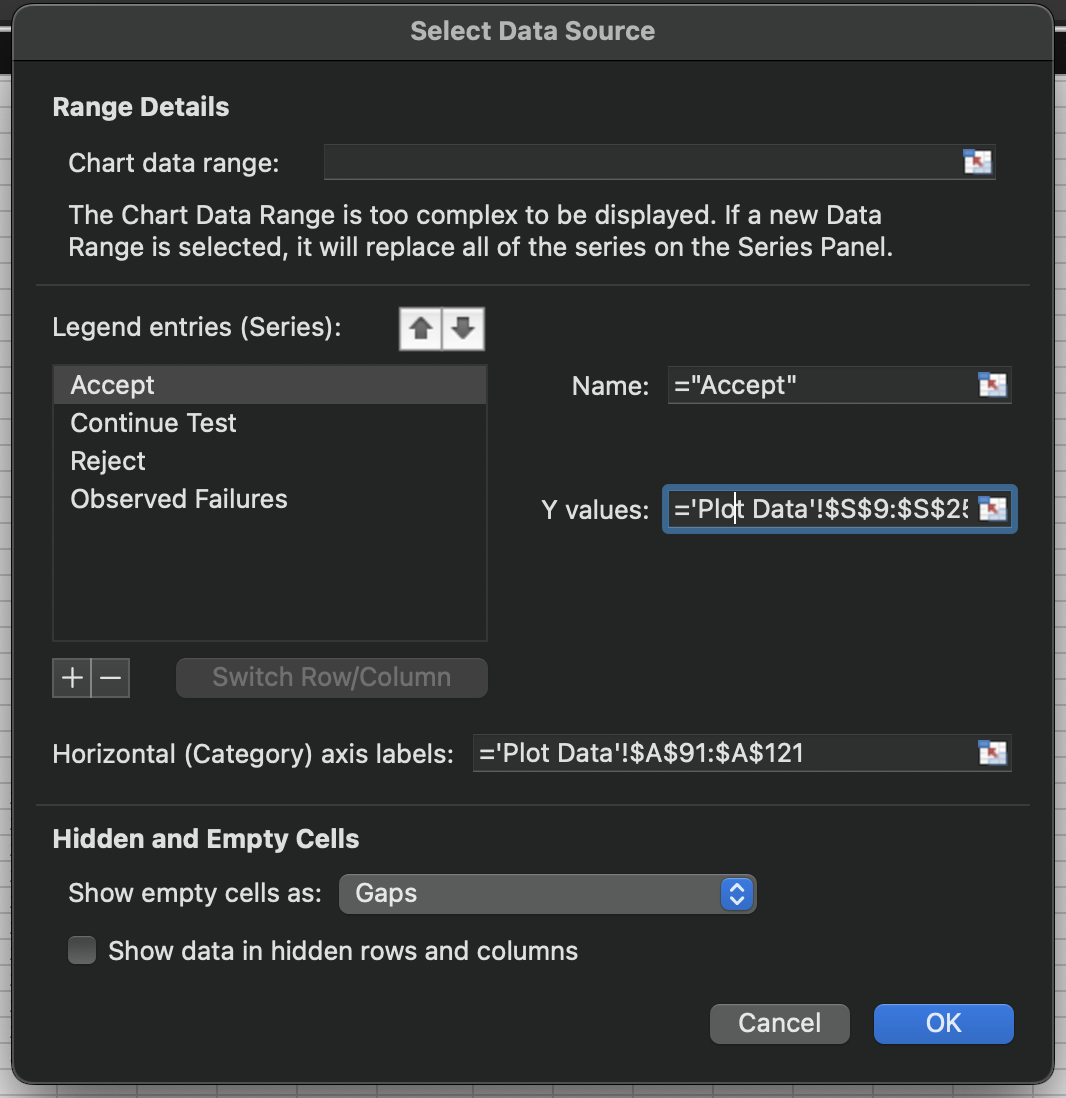 Select Data Source
Range Details
Chart data range:
The Chart Data Range is too complex to be displayed. If a new Data
Range is selected, it will replace all of the series on the Series Panel.
Legend entries (Series):
Accept
Continue Test
Reject
Observed Failures
Name: ="Accept"
Y values: ='Plot Data'!$S$9:$S$25
Switch Row/Column
Horizontal (Category) axis labels: ='Plot Data'!$A$91:$A$121
Hidden and Empty Cells
Show empty cells as: Gaps
Show data in hidden rows and columns
Cancel OK